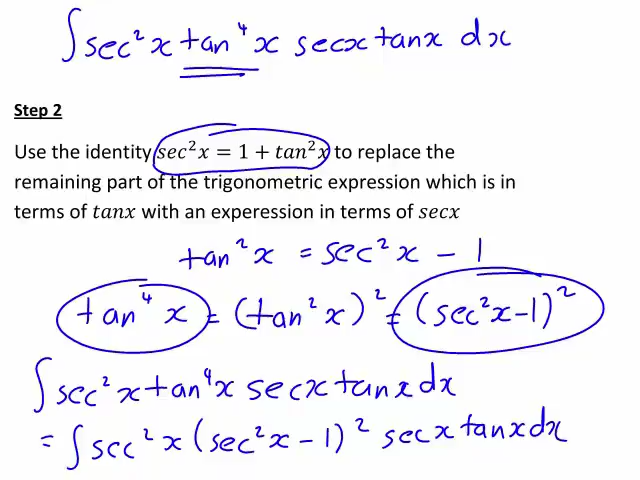 ∫sec²x tan⁴x secx tanx dx
Step 2
Use the identity sec²x = 1 + tan²x to replace the
remaining part of the trigonometric expression which is in
terms of tanx with an experession in terms of secx
tan²x = sec²x − 1
tan⁴x = (tan²x)² = (sec²x−1)²
∫sec²x tan⁴x secx tanx dx
= ∫sec²x (sec²x − 1)² secx tanx dx